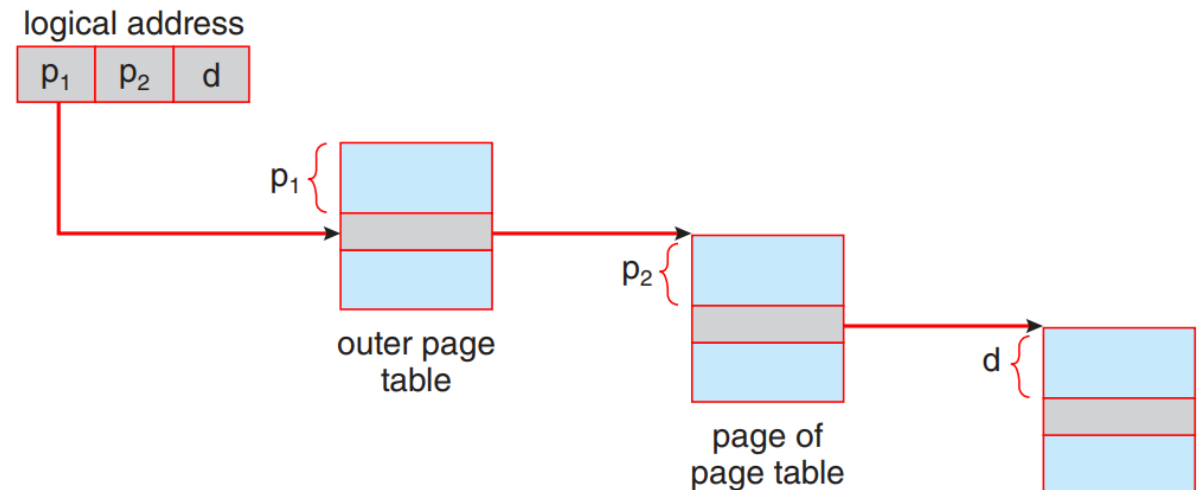 logical address
p₁ p₂ d
p₁
outer page
table
p₂
page of
page table
d